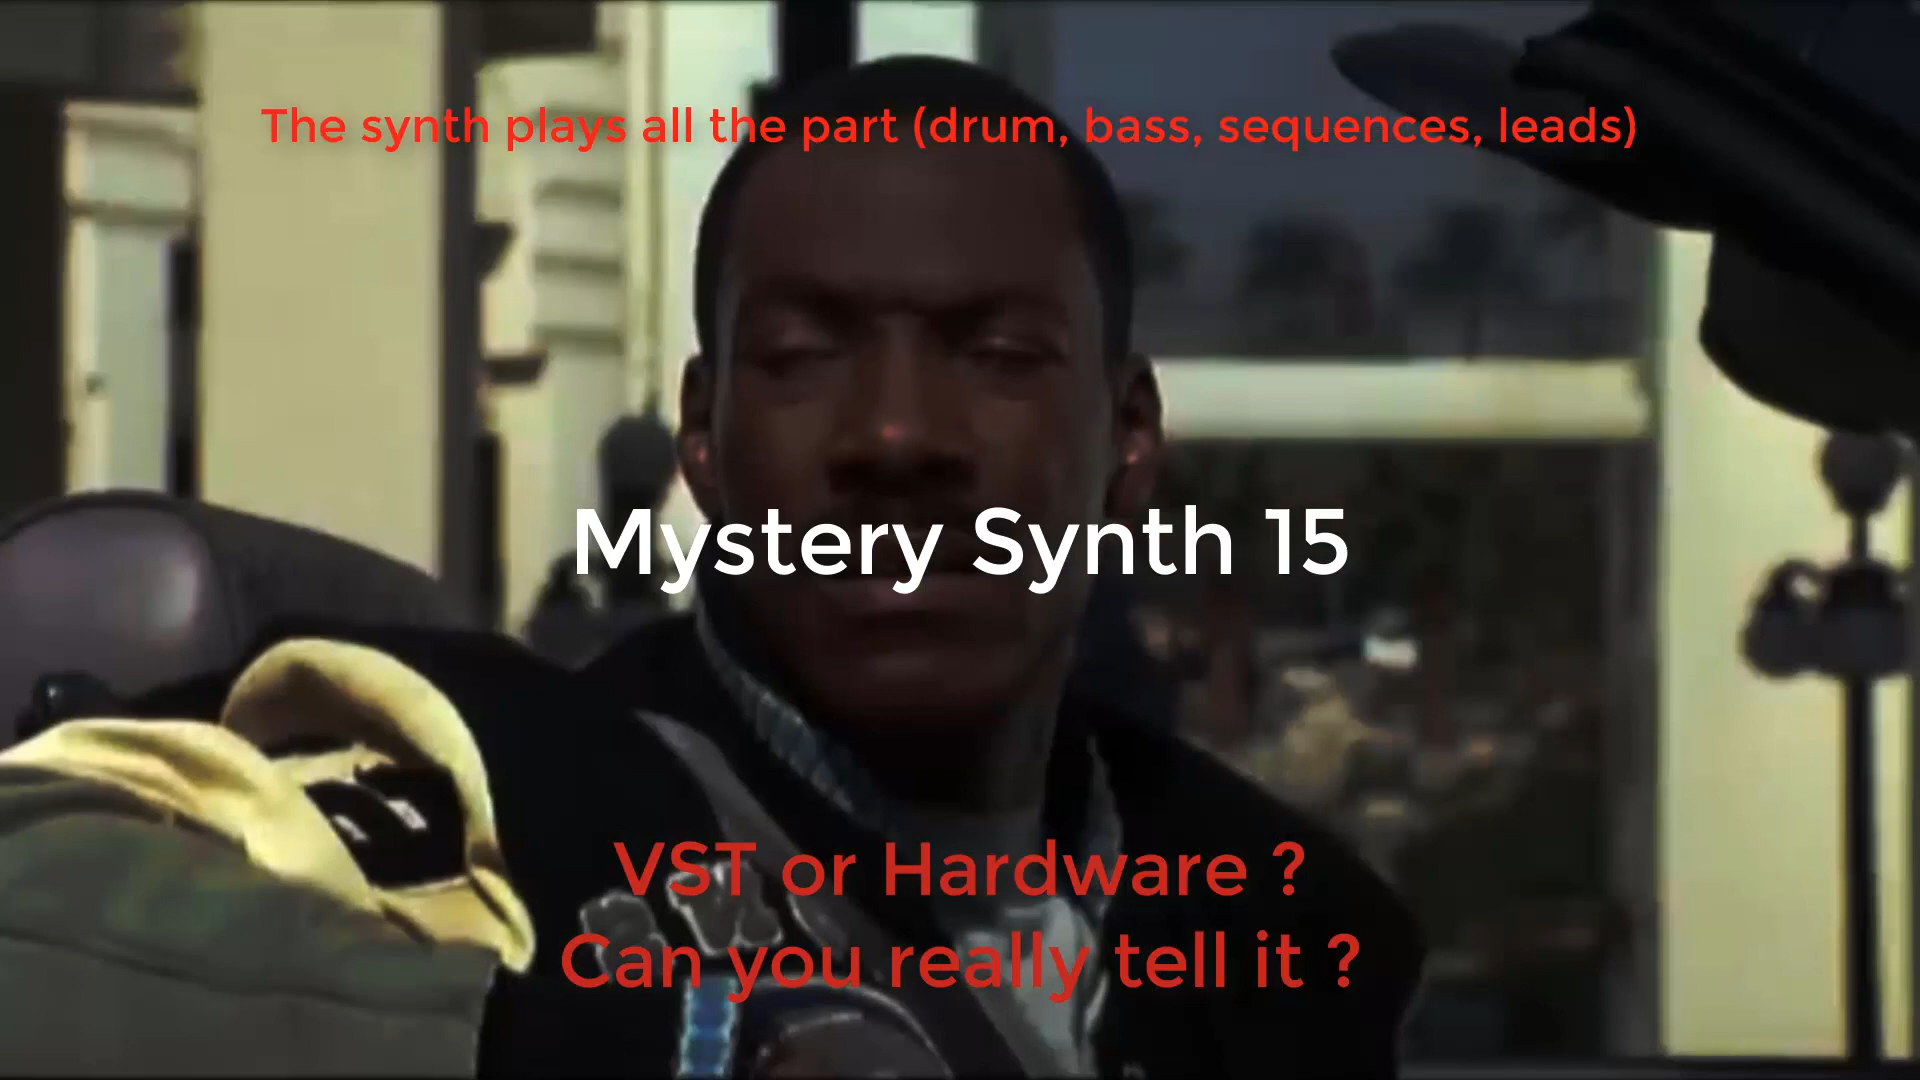 The synth plays all the part (drum, bass, sequences, leads)
Mystery Synth 15
VST or Hardware ?
Can you really tell it ?